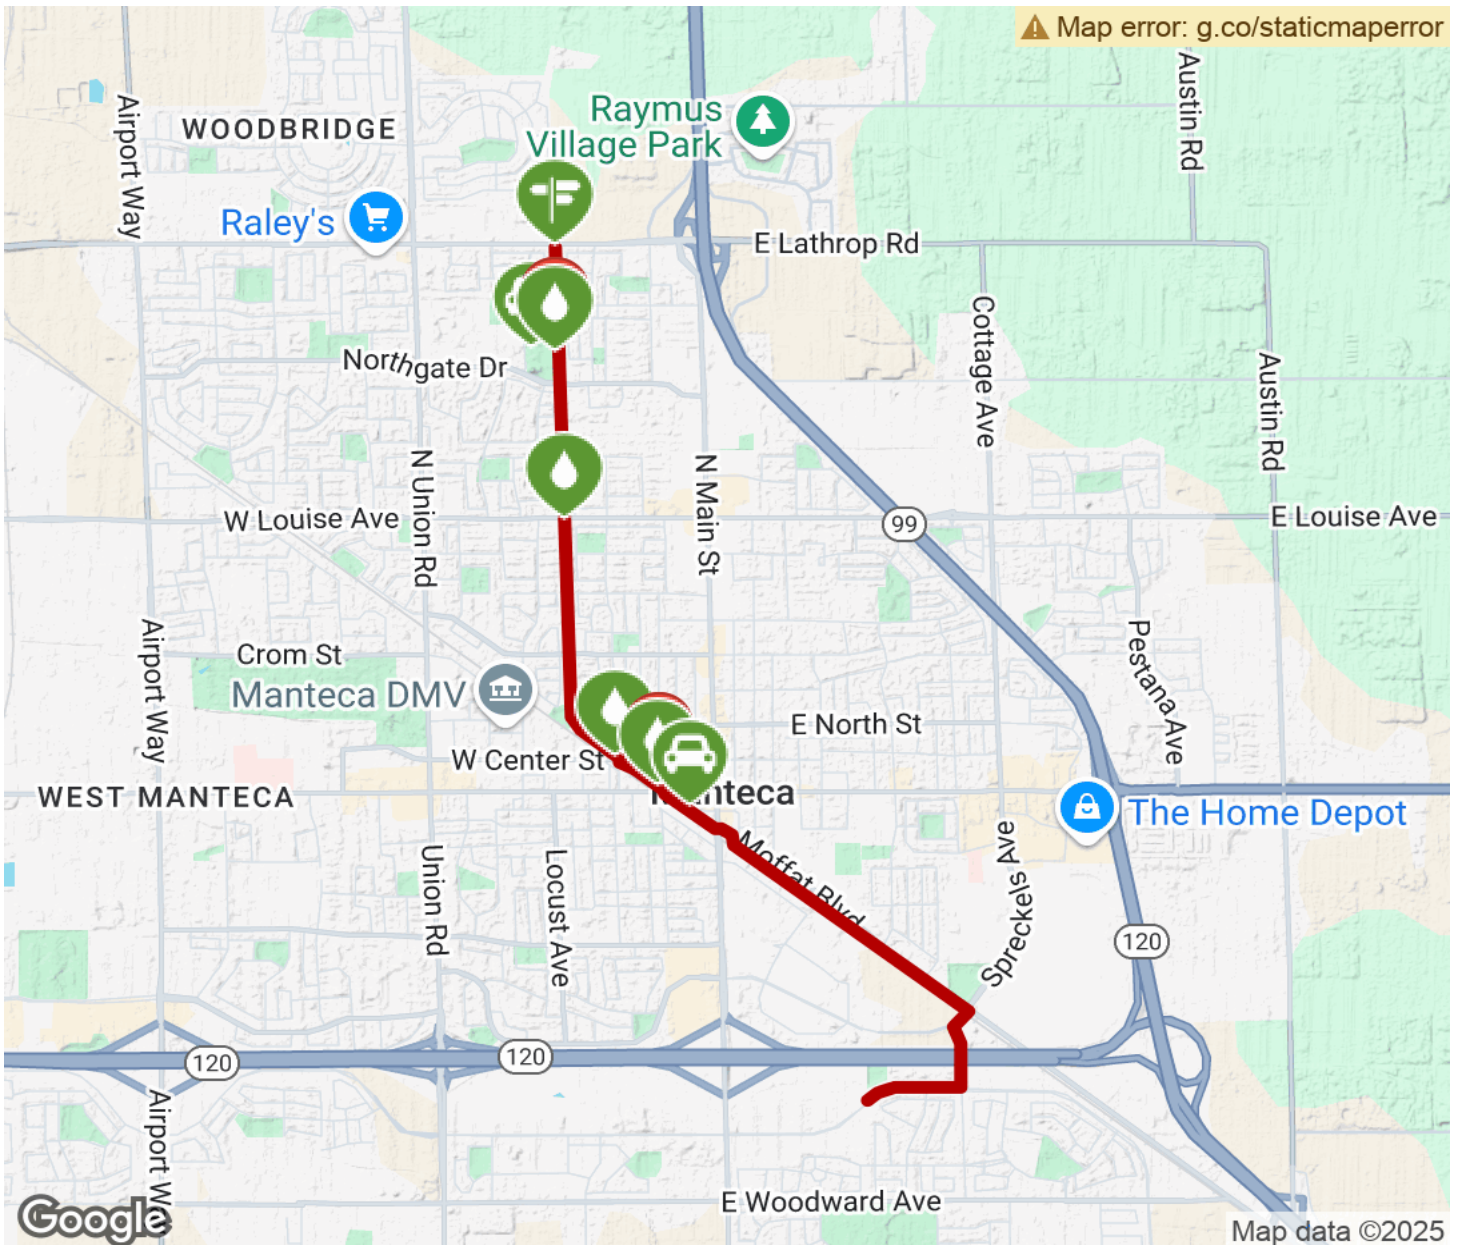 Map error: g.co/staticmaperror
Austin Rd
Raymus
Village Park
Airport Way
WOODBRIDGE
Raley's
E Lathrop Rd
Cottage Ave
Northgate Dr
Austin Rd
N Union Rd
N Main St
W Louise Ave
99
E Louise Ave
Airport Way
Crom St
Pestana Ave
Manteca DMV
E North St
W Center St
WEST MANTECA
Manteca
The Home Depot
Moffat Blvd
Spreckels Ave
Union Rd
Locust Ave
120
120
120
Airport Way
E Woodward Ave
Google
Map data ©2025